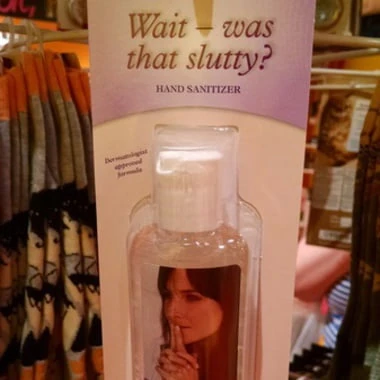 Wait – was
that slutty?
HAND SANITIZER
Dermatologist
approved
formula